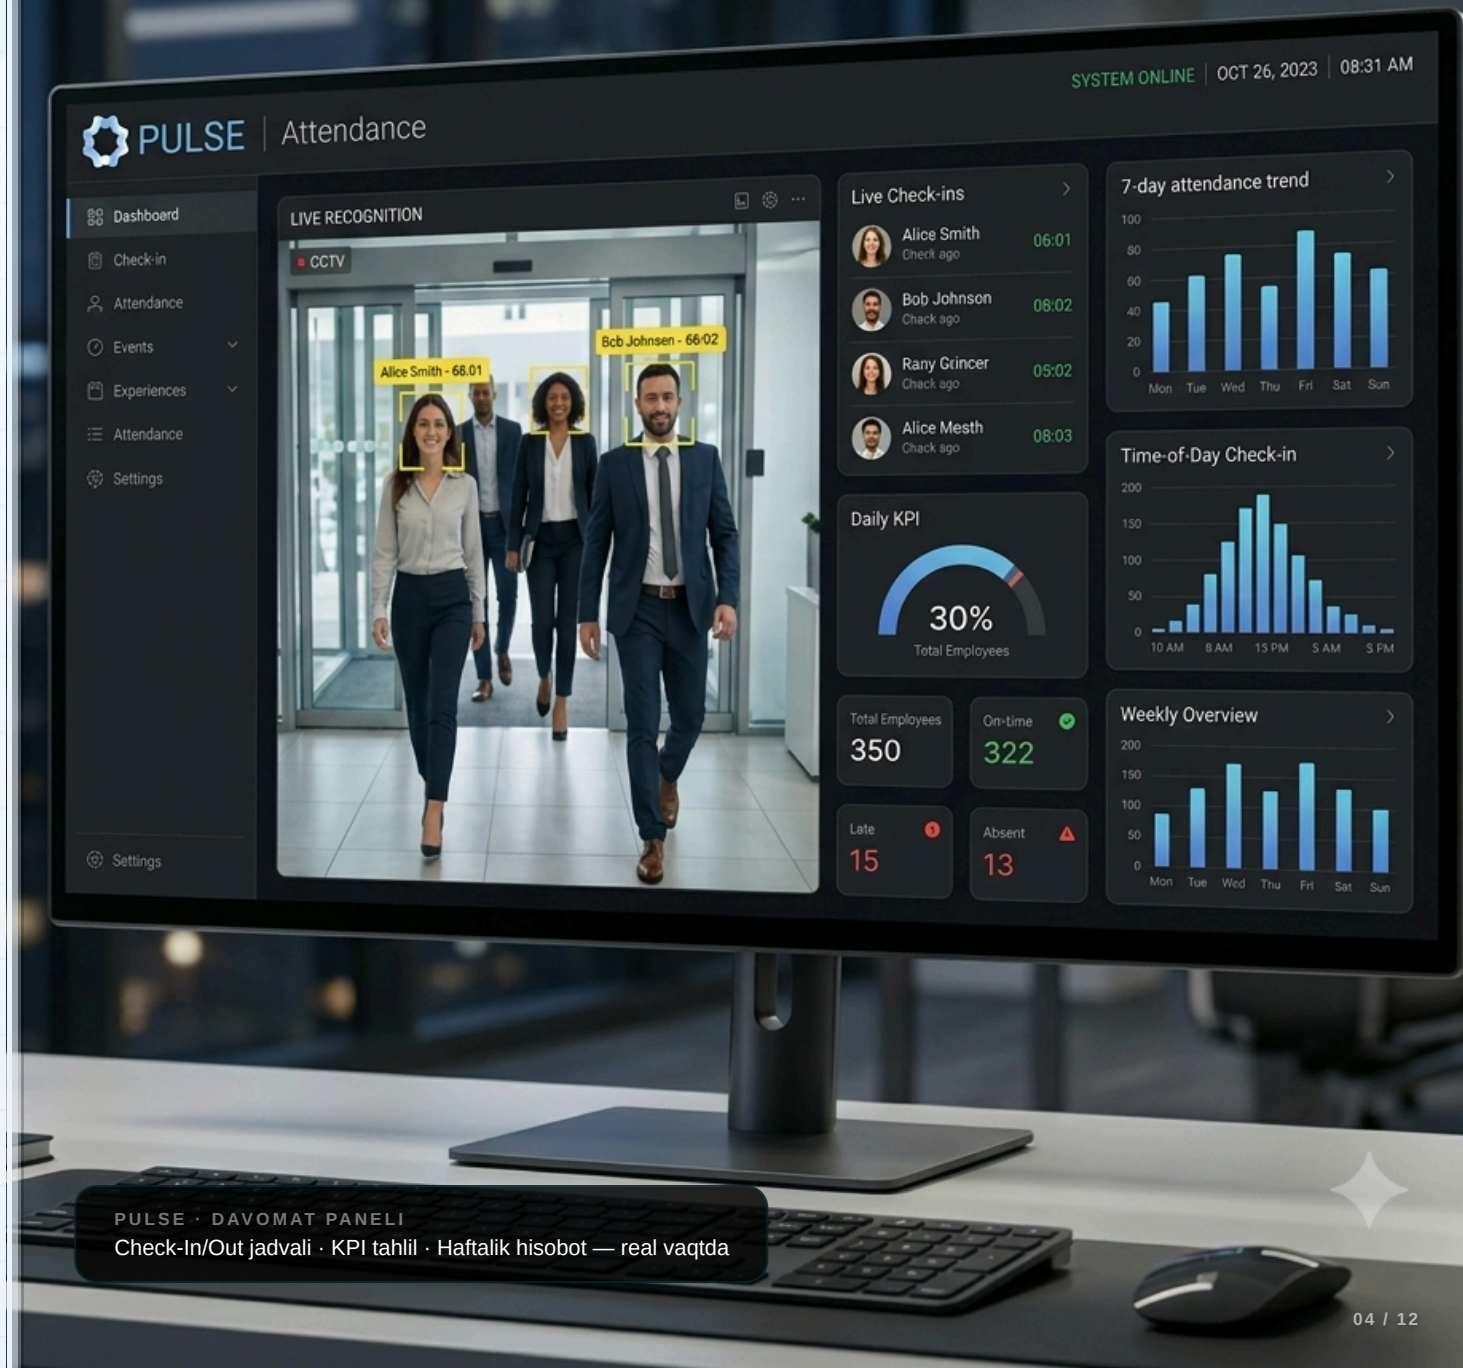 SYSTEM ONLINE | OCT 26, 2023 | 08:31 AM
PULSE | Attendance
Dashboard
Check-in
Attendance
Events
Experiences
Attendance
Settings
Settings
LIVE RECOGNITION
CCTV
Alice Smith - 68.01
Bcb Johnsen - 66:02
Live Check-ins
Alice Smith 06:01
Cherk ago
Bob Johnson 08:02
Chack ago
Rany Grincer 05:02
Chack ago
Alice Mesth 08:03
Chack sgo
Daily KPI
30%
Total Employees
Total Employees
350
On-time
322
Late
15
Absent
13
7-day attendance trend
100
80
60
40
20
0
Mon Tue Wed Thu Fri Sat Sun
Time-of-Day Check-in
200
150
100
50
0
10 AM 8 AM 15 PM 5 AM 5 PM
Weekly Overview
200
190
100
50
0
Mon Tue Wed Thu Fri Sat Sun
PULSE · DAVOMAT PANELI
Check-In/Out jadvali · KPI tahlil · Haftalik hisobot — real vaqtda
04 / 12